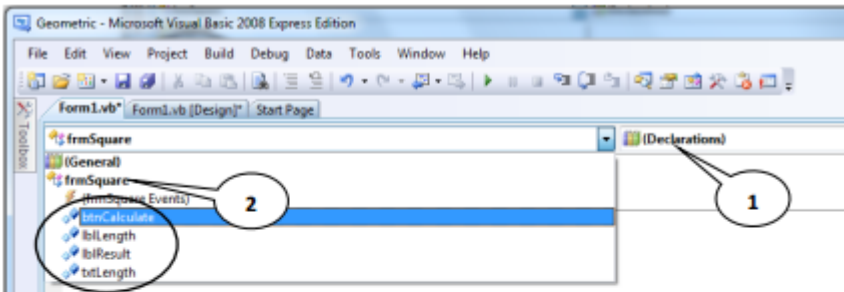 Geometric - Microsoft Visual Basic 2008 Express Edition
File Edit View Project Build Debug Data Tools Window Help
Form1.vb* Form1.vb [Design]* Start Page
Toolbox
frmSquare (Declarations)
(General)
frmSquare
(frmSquare Events)
btnCalculate
lblLength
lblResult
txtLength
2
1